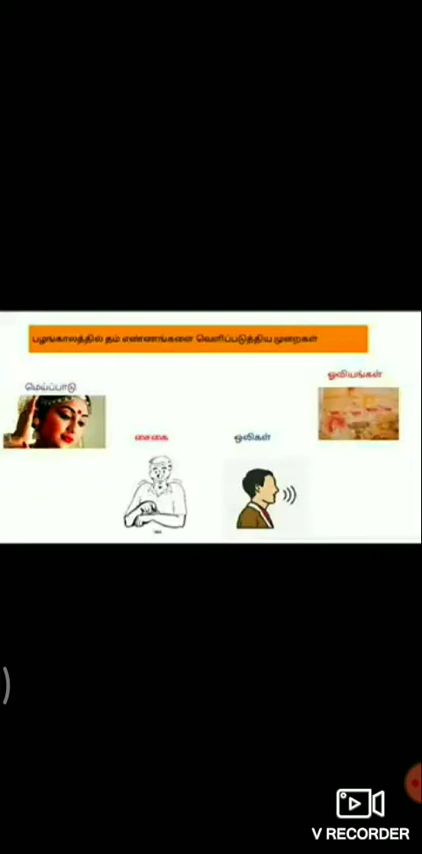 பழங்காலத்தில் தம் எண்ணங்களை வெளிப்படுத்திய முறைகள்
ஓவியங்கள்
மெய்ப்பாடு
சைகை
ஒலிகள்
V RECORDER